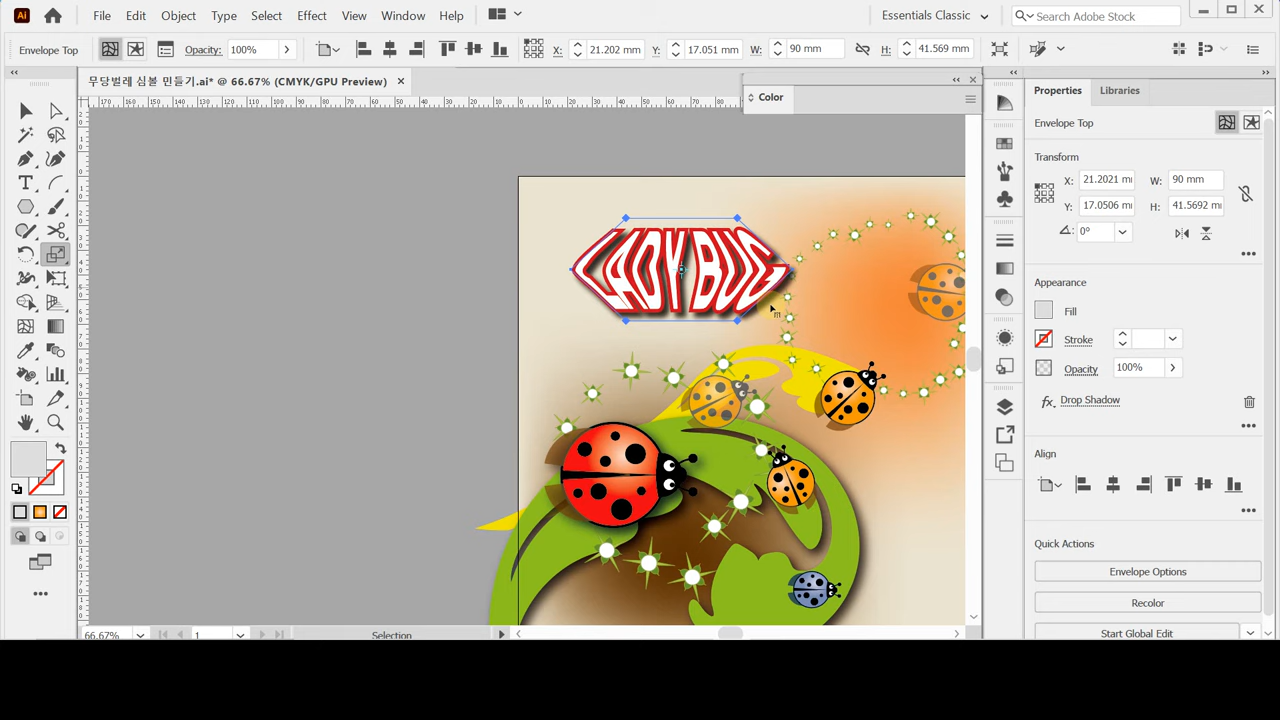 Ai File Edit Object Type Select Effect View Window Help Essentials Classic Search Adobe Stock
Envelope Top Opacity: 100% X: 21.202 mm Y: 17.051 mm W: 90 mm H: 41.569 mm
무당벌레 심볼 민들기.ai* @ 66.67% (CMYK/GPU Preview)
Color
Properties Libraries
Envelope Top
Transform
X: 21.2021 m W: 90 mm
Y: 17.0506 m H: 41.5692 m
0°
Appearance
Fill
Stroke
Opacity 100%
fx Drop Shadow
Align
Quick Actions
Envelope Options
Recolor
Start Global Edit
LADY BUG
66.67% 1 Selection